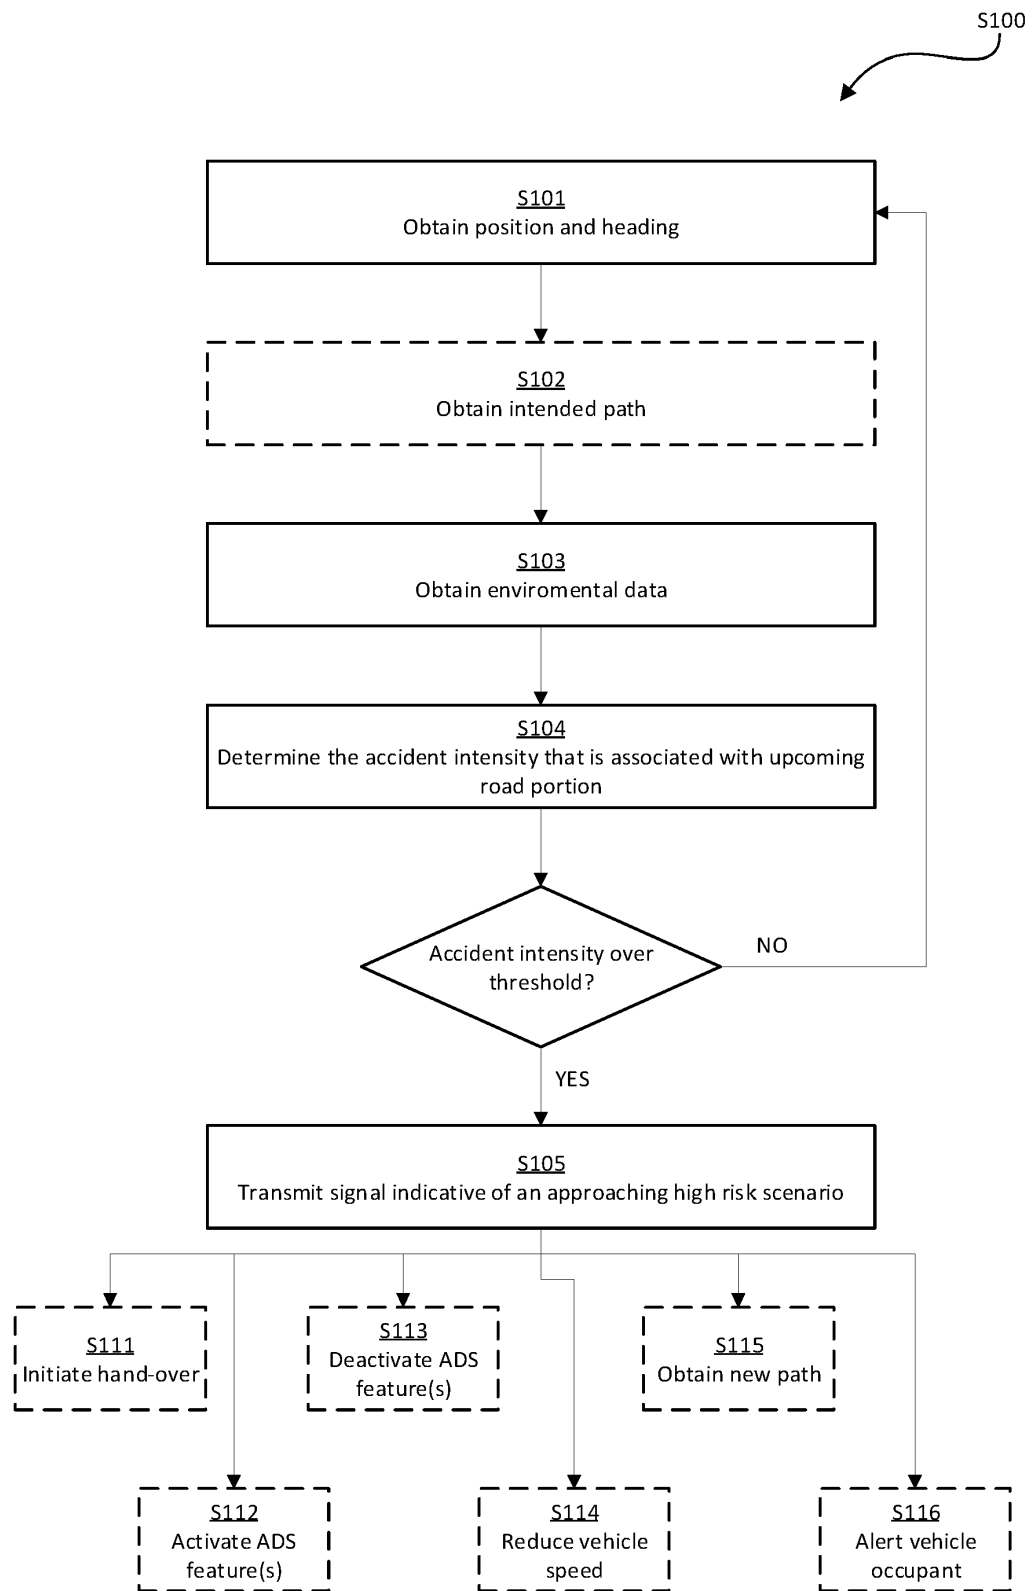 S100
S101
Obtain position and heading
S102
Obtain intended path
S103
Obtain enviromental data
S104
Determine the accident intensity that is associated with upcoming
road portion
Accident intensity over
threshold?
NO
YES
S105
Transmit signal indicative of an approaching high risk scenario
S111
Initiate hand-over
S113
Deactivate ADS
feature(s)
S115
Obtain new path
S112
Activate ADS
feature(s)
S114
Reduce vehicle
speed
S116
Alert vehicle
occupant